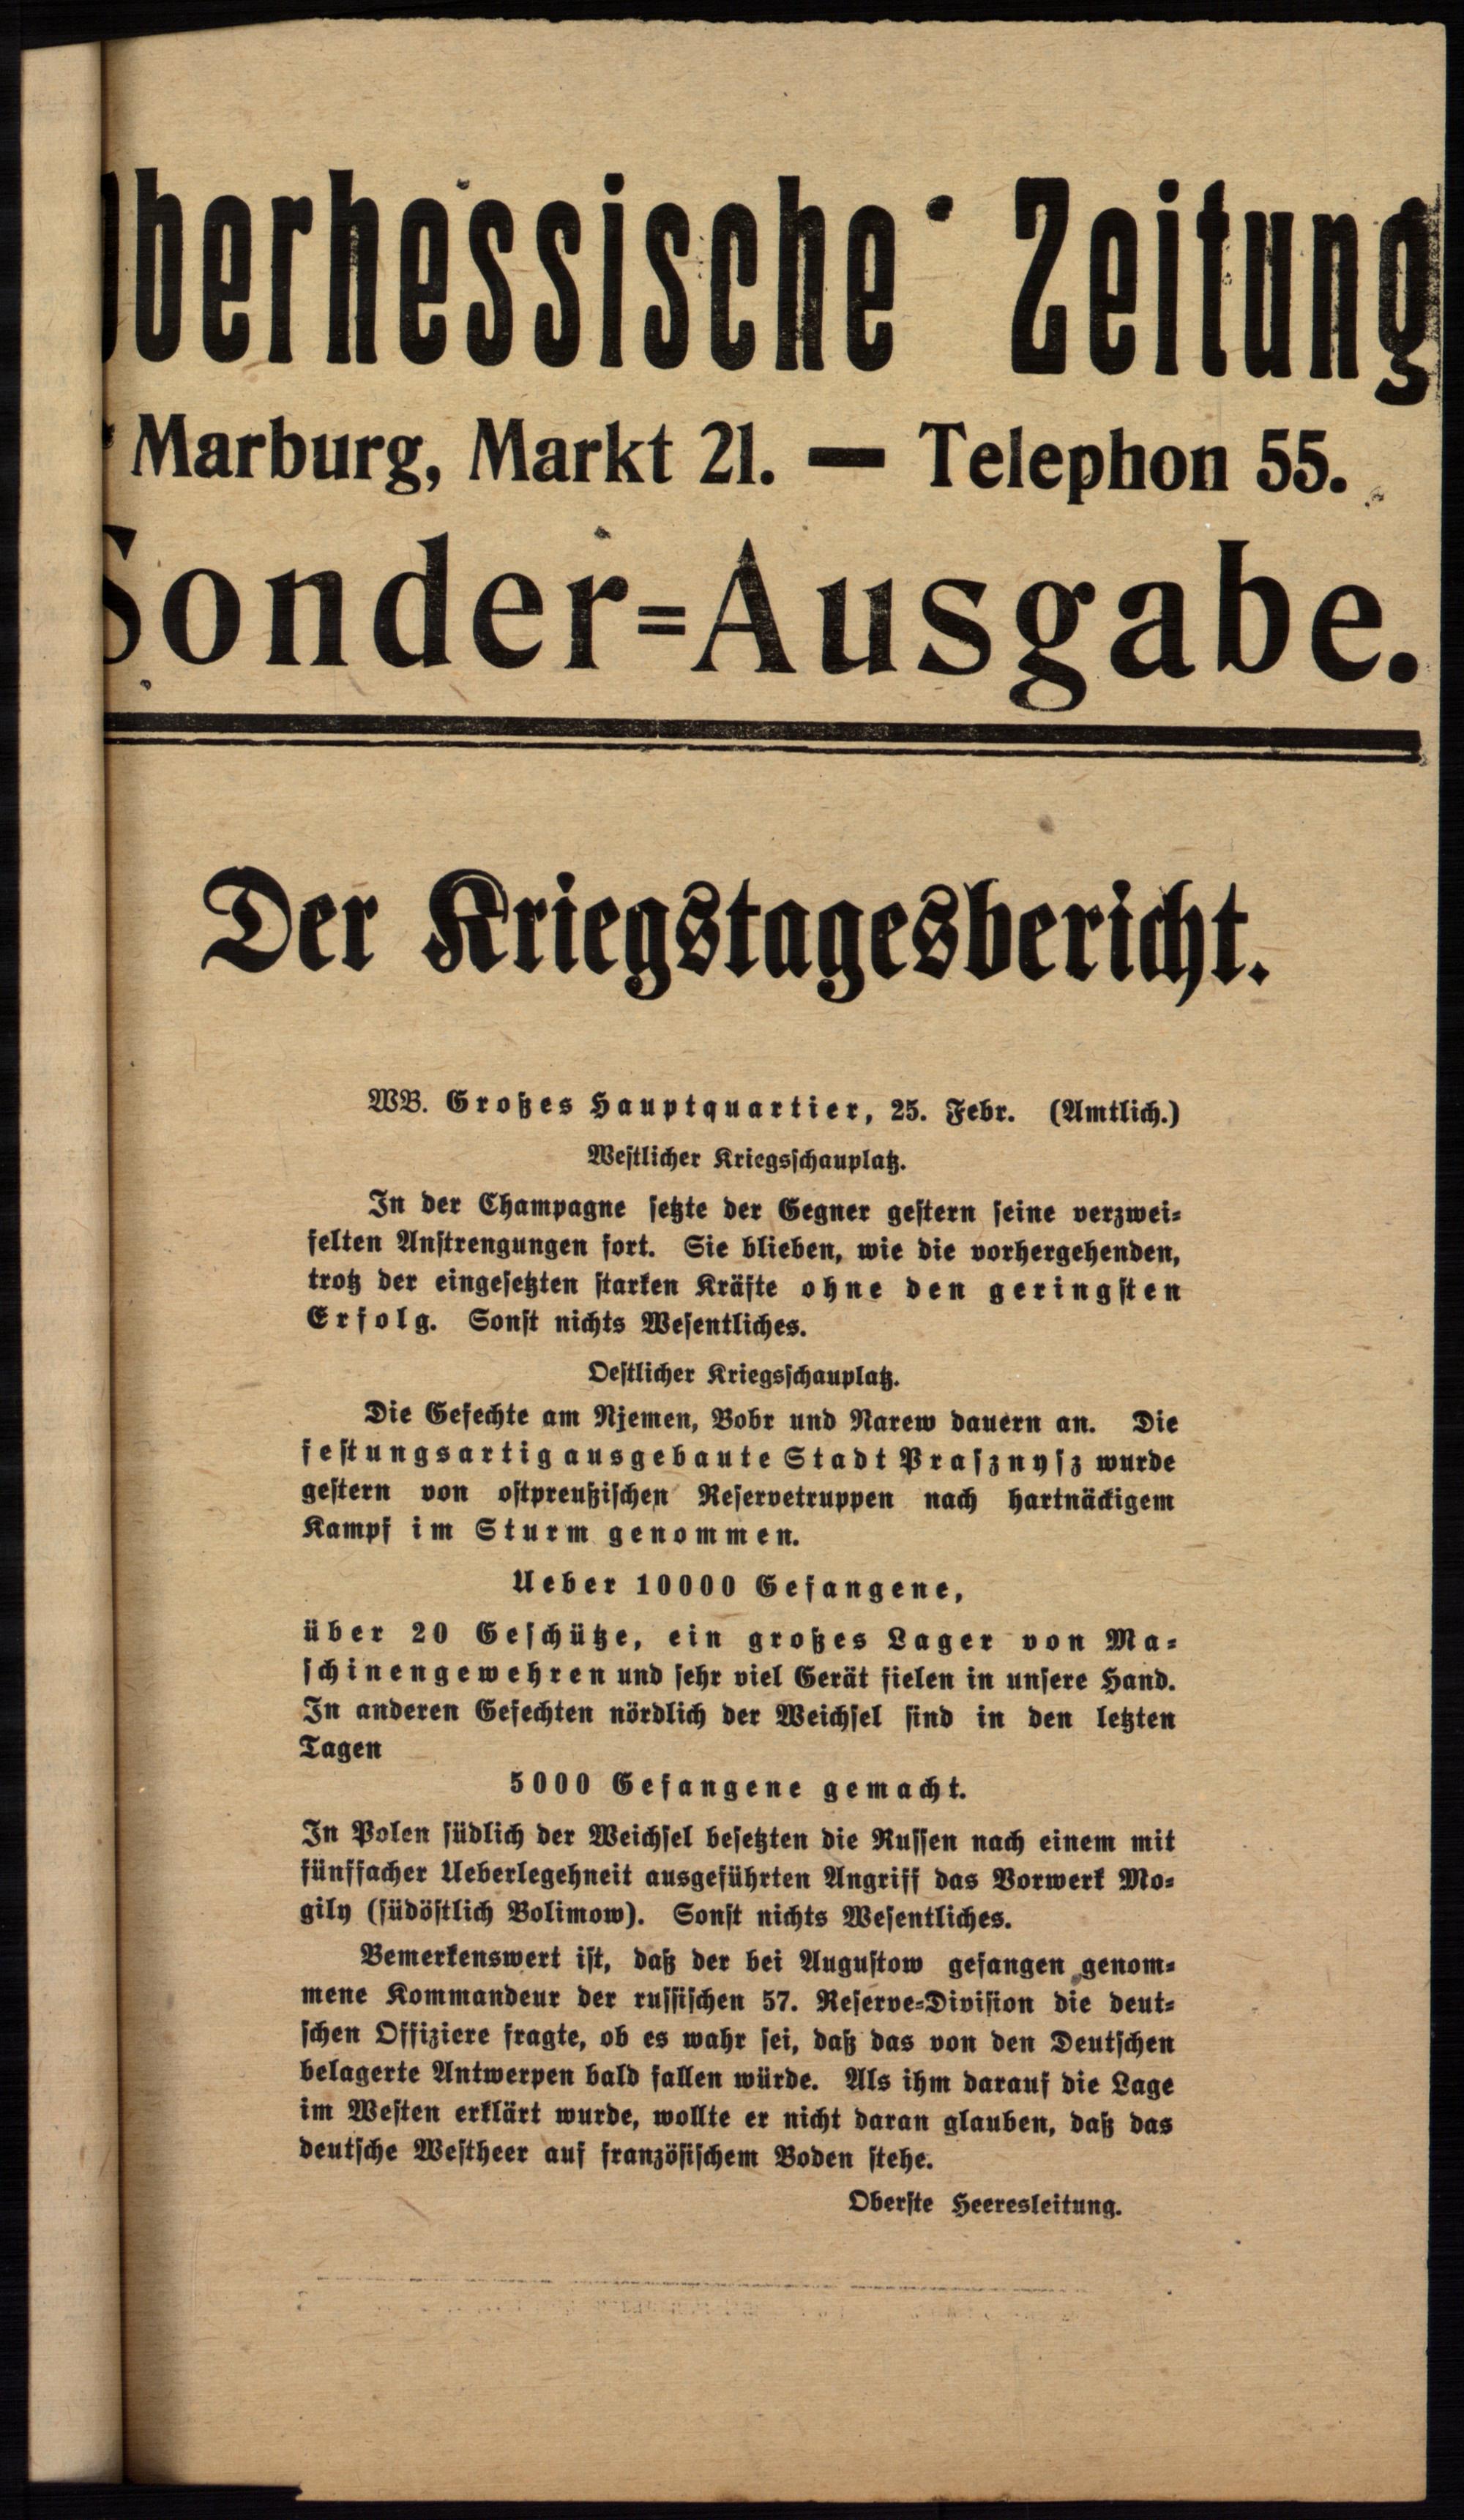 Oberhessische Zeitung
Marburg, Markt 21. — Telephon 55.
Sonder=Ausgabe.
Der Kriegstagesbericht.
WB. Großes Hauptquartier, 25. Febr. (Amtlich.)
Westlicher Kriegsschauplatz.
In der Champagne setzte der Gegner gestern seine verzwei=
felten Anstrengungen fort. Sie blieben, wie die vorhergehenden,
trotz der eingesetzten starken Kräfte ohne den geringsten
Erfolg. Sonst nichts Wesentliches.
Oestlicher Kriegsschauplatz.
Die Gefechte am Njemen, Bobr und Narew dauern an. Die
festungsartig ausgebaute Stadt Prasznysz wurde
gestern von ostpreußischen Reservetruppen nach hartnäckigem
Kampf im Sturm genommen.
Ueber 10000 Gefangene,
über 20 Geschütze, ein großes Lager von Ma=
schinengewehren und sehr viel Gerät fielen in unsere Hand.
In anderen Gefechten nördlich der Weichsel sind in den letzten
Tagen
5000 Gefangene gemacht.
In Polen südlich der Weichsel besetzten die Russen nach einem mit
fünffacher Ueberlegehneit ausgeführten Angriff das Vorwerk Mo=
gily (südöstlich Bolimow). Sonst nichts Wesentliches.
Bemerkenswert ist, daß der bei Augustow gefangen genom=
mene Kommandeur der russischen 57. Reserve=Division die deut=
schen Offiziere fragte, ob es wahr sei, daß das von den Deutschen
belagerte Antwerpen bald fallen würde. Als ihm darauf die Lage
im Westen erklärt wurde, wollte er nicht daran glauben, daß das
deutsche Westheer auf französischem Boden stehe.
Oberste Heeresleitung.